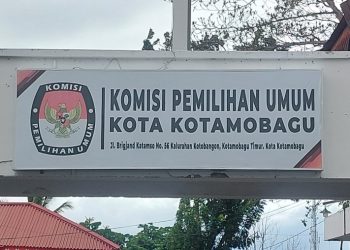 KOMISI
PEMILIHAN UMUM
KOMISI PEMILIHAN UMUM
KOTA KOTAMOBAGU
Jl. Brigjend Katamso No. 56 Kelurahan Kotobangon, Kotamobagu Timur. Kota Kotamobagu